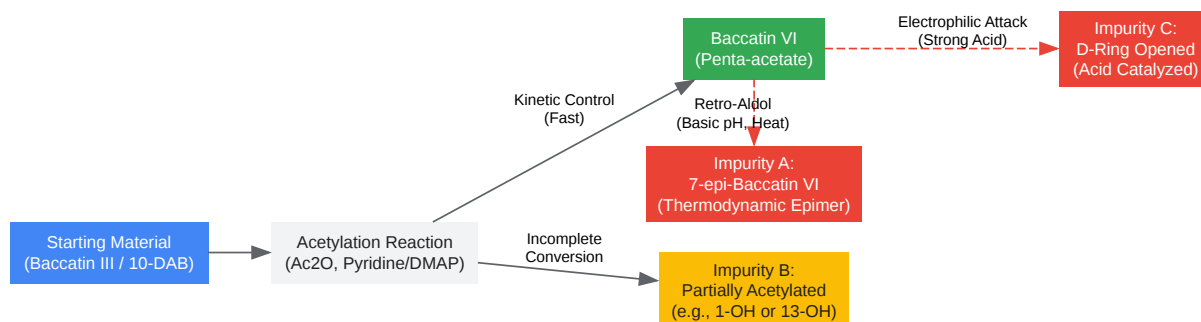 Electrophilic Attack
(Strong Acid)
Impurity C:
D-Ring Opened
(Acid Catalyzed)
Baccatin VI
(Penta-acetate)
Kinetic Control
(Fast)
Retro-Aldol
(Basic pH, Heat)
Impurity A:
7-epi-Baccatin VI
(Thermodynamic Epimer)
Starting Material
(Baccatin III / 10-DAB)
Acetylation Reaction
(Ac2O, Pyridine/DMAP)
Incomplete
Conversion
Impurity B:
Partially Acetylated
(e.g., 1-OH or 13-OH)